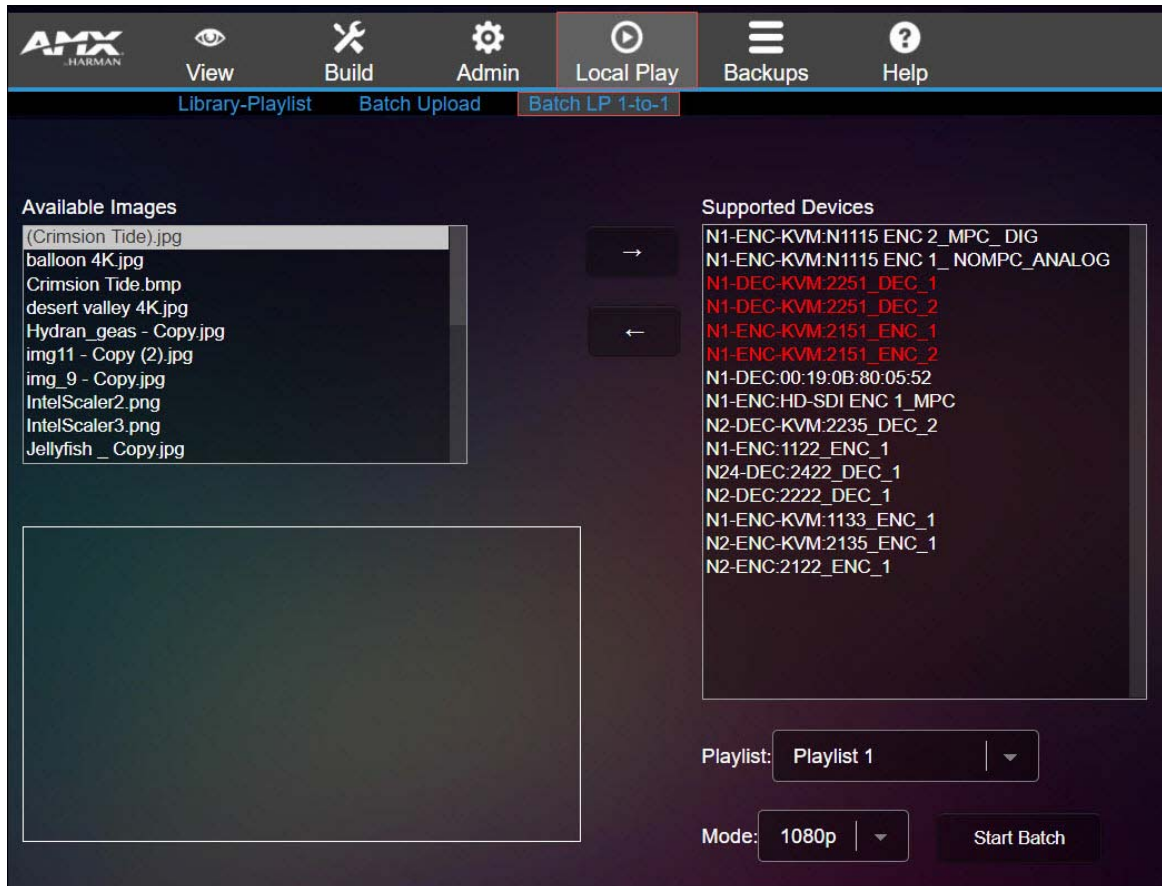 AMX
HARMAN
View
Build
Admin
Local Play
Backups
Help
Library-Playlist
Batch Upload
Batch LP 1-to-1
Available Images
(Crimsion Tide).jpg
balloon 4K.jpg
Crimsion Tide.bmp
desert valley 4K.jpg
Hydran_geas - Copy.jpg
img11 - Copy (2).jpg
img_9 - Copy.jpg
IntelScaler2.png
IntelScaler3.png
Jellyfish _ Copy.jpg
→
←
Supported Devices
N1-ENC-KVM:N1115 ENC 2_MPC_ DIG
N1-ENC-KVM:N1115 ENC 1_ NOMPC_ANALOG
N1-DEC-KVM:2251_DEC_1
N1-DEC-KVM:2251_DEC_2
N1-ENC-KVM:2151_ENC_1
N1-ENC-KVM:2151_ENC_2
N1-DEC:00:19:0B:80:05:52
N1-ENC:HD-SDI ENC 1_MPC
N2-DEC-KVM:2235_DEC_2
N1-ENC:1122_ENC_1
N24-DEC:2422_DEC_1
N2-DEC:2222_DEC_1
N1-ENC-KVM:1133_ENC_1
N2-ENC-KVM:2135_ENC_1
N2-ENC:2122_ENC_1
Playlist: Playlist 1
Mode: 1080p
Start Batch